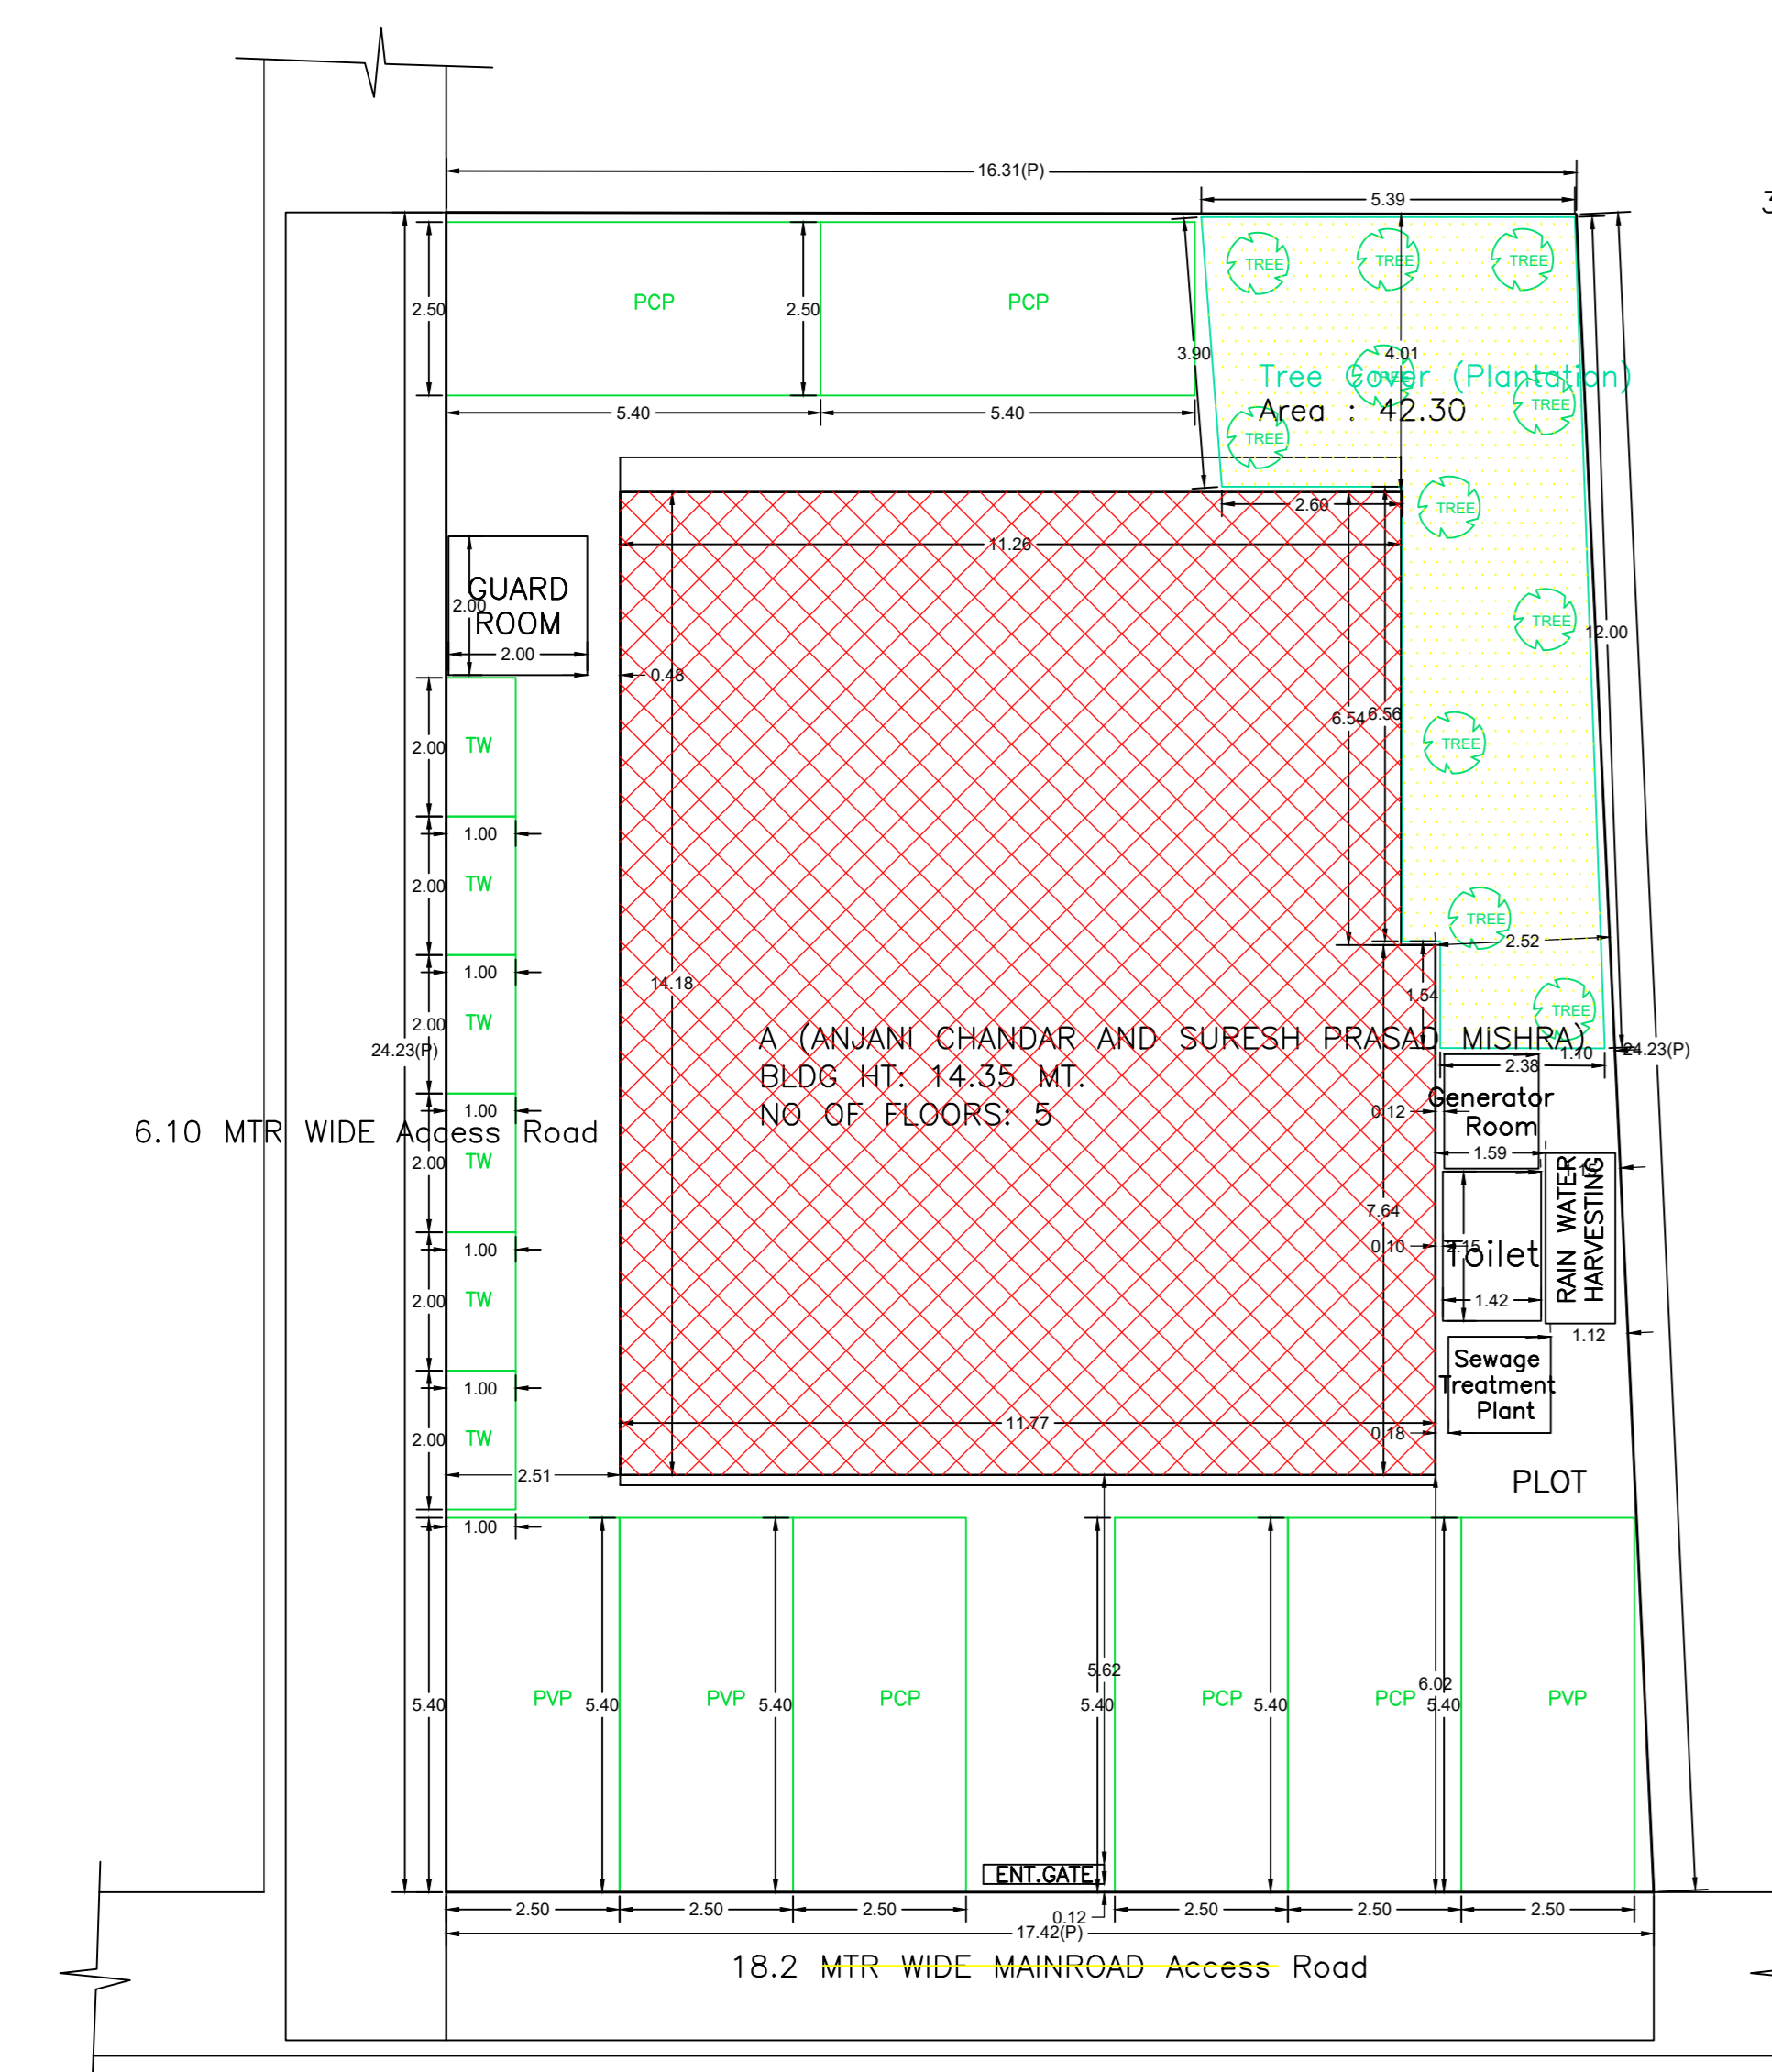 16.31(P)
5.39
3
TREE
TREE
TREE
PCP
PCP
2.50
2.50
3.90
4.01
TREE
Tree Cover (Plantation)
TREE
5.40
5.40
Area : 42.30
TREE
2.60
TREE
11.26
GUARD
2.00
ROOM
2.00
TREE
12.00
0.48
6.54
6.56
2.00
TW
TREE
1.00
2.00
TW
TREE
2.52
1.00
14.18
1.54
TREE
2.00
TW
24.23(P)
A (ANJANI CHANDAR AND SURESH PRASAD MISHRA)
24.23(P)
1.10
2.38
BLDG HT: 14.35 MT.
NO OF FLOORS: 5
1.00
0.12
Generator
Room
6.10 MTR WIDE Access Road
1.59
2.00
TW
RAIN WATER
HARVESTING
7.64
0.10
2.15
Toilet
1.00
2.00
TW
1.42
1.12
Sewage
Treatment
Plant
1.00
11.77
0.18
2.00
TW
2.51
PLOT
1.00
5.62
6.02
5.40
PVP
5.40
PVP
5.40
PCP
5.40
PCP
5.40
PCP
5.40
PVP
ENT.GATE
2.50
2.50
2.50
0.12
2.50
2.50
2.50
17.42(P)
18.2 MTR WIDE MAINROAD Access Road